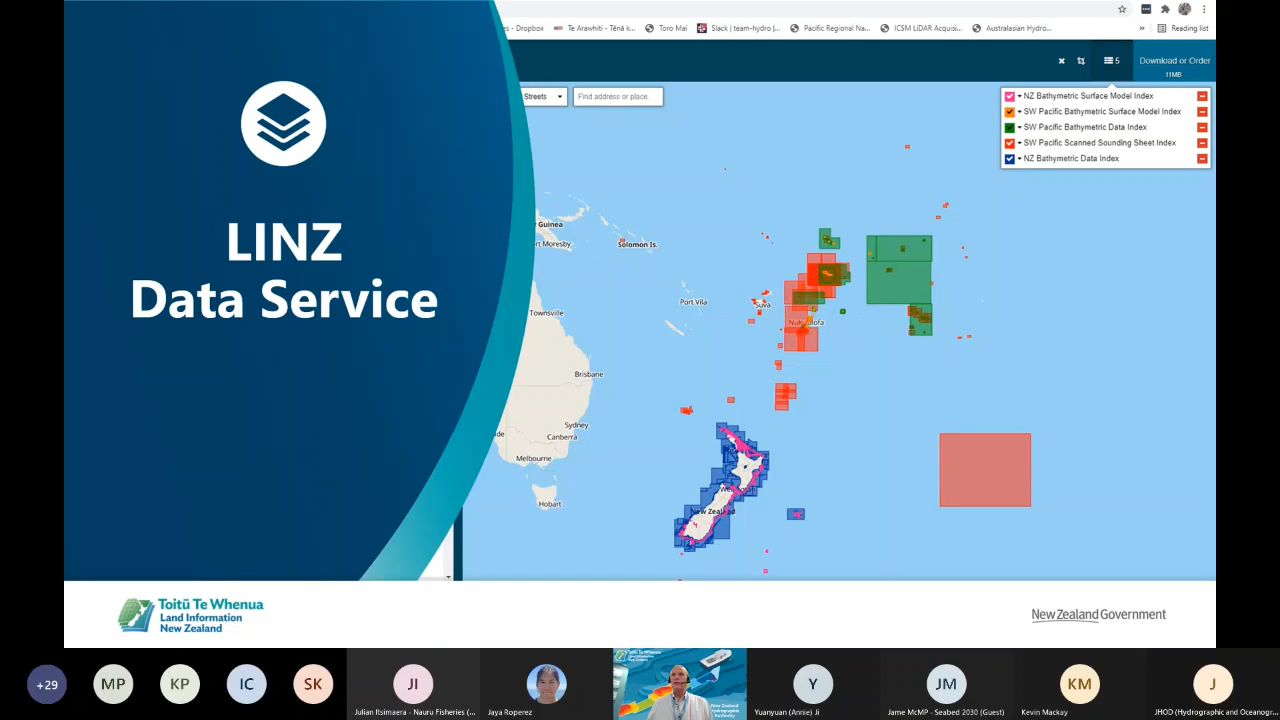 s - Dropbox
Te Arawhiti - Tēnā k...
Toro Mai
Slack | team-hydro |...
Pacific Regional Na...
ICSM LiDAR Acquisi...
Australasian Hydro...
»
Reading list
5
Download or Order
11MB
Streets
Find address or place.
NZ Bathymetric Surface Model Index
SW Pacific Bathymetric Surface Model Index
SW Pacific Bathymetric Data Index
SW Pacific Scanned Sounding Sheet Index
NZ Bathymetric Data Index
LINZ
Data Service
Guinea
rt Moresby
Solomon Is.
Port Vila
Suva
Townsville
Brisbane
Sydney
Canberra
Melbourne
Hobart
New Zealand
Toitū Te Whenua
Land Information
New Zealand
New Zealand Government
+29
MP
KP
IC
SK
JI
Y
JM
KM
J
Julian Itsimaera - Nauru Fisheries (...
Jaya Roperez
Yuanyuan (Annie) Ji
Jame McMP - Seabed 2030 (Guest)
Kevin Mackay
JHOD (Hydrographic and Oceanogr...